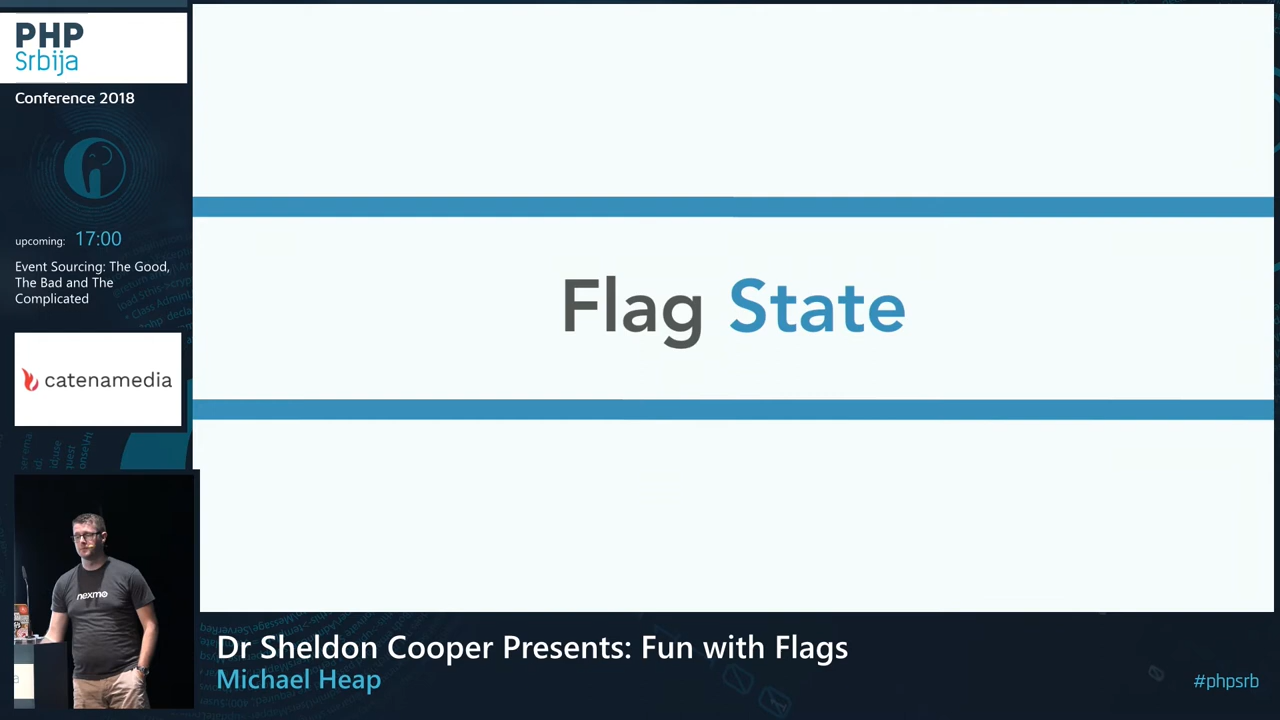 PHP
Srbija
Conference 2018
upcoming: 17:00
Event Sourcing: The Good,
The Bad and The
Complicated
catenamedia
Flag State
nexmo
Dr Sheldon Cooper Presents: Fun with Flags
Michael Heap
#phpsrb